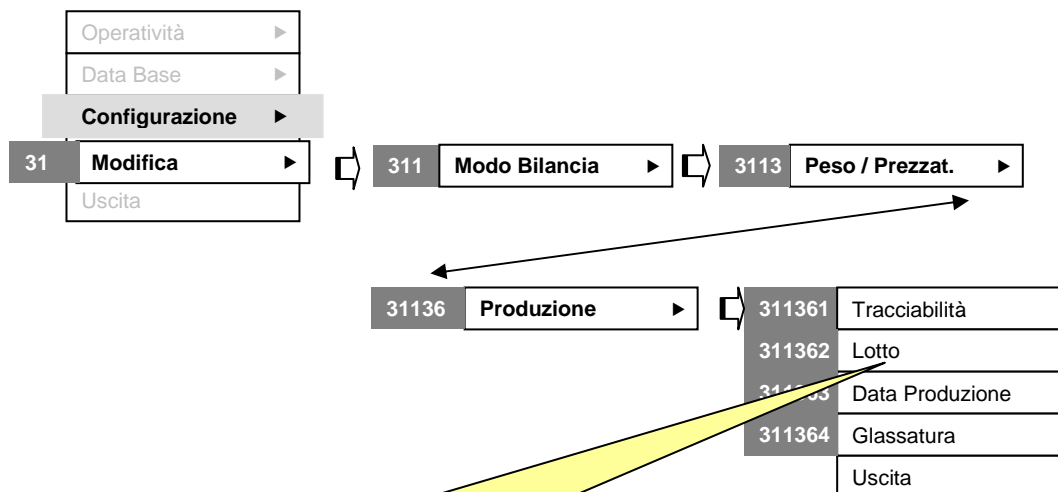 Operatività
Data Base
Configurazione
31 Modifica
Uscita
311 Modo Bilancia
3113 Peso / Prezzat.
31136 Produzione
311361 Tracciabilità
311362 Lotto
Data Produzione
311364 Glassatura
Uscita